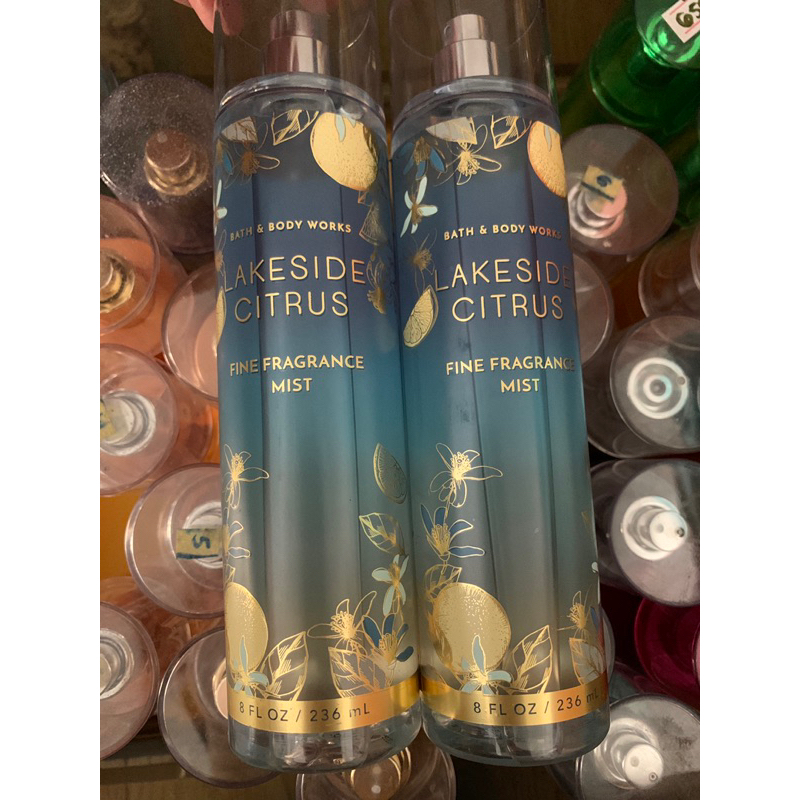 BATH & BODY WORKS
LAKESIDE
CITRUS
FINE FRAGRANCE
MIST
8 FL OZ / 236 mL
BATH & BODY WORKS
LAKESIDE
CITRUS
FINE FRAGRANCE
MIST
8 FL OZ / 236 mL
5